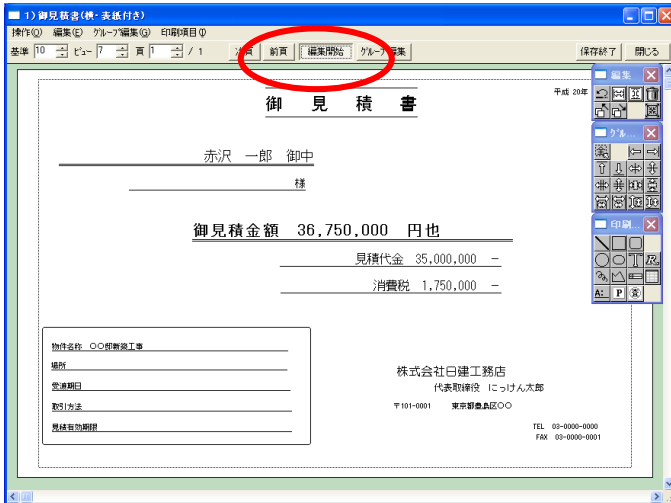 1) 御見積書(横・表紙付き)
操作(O) 編集(E) グループ編集(G) 印刷項目(I)
基準 10 ビュー 7 頁 1 / 1 次頁 前頁 編集開始 グループ編集 保存終了 閉じる
編集
平成 20年
御 見 積 書
グル...
赤沢 一郎 御中
様
印刷...
御見積金額 36,750,000 円也
見積代金 35,000,000 −
消費税 1,750,000 −
A: P
物件名称 〇〇邸新築工事
場所
受渡期日
取引方法
見積有効期限
株式会社日建工務店
代表取締役 にっけん太郎
〒101-0001 東京都豊島区〇〇
TEL 03-0000-0000
FAX 03-0000-0001